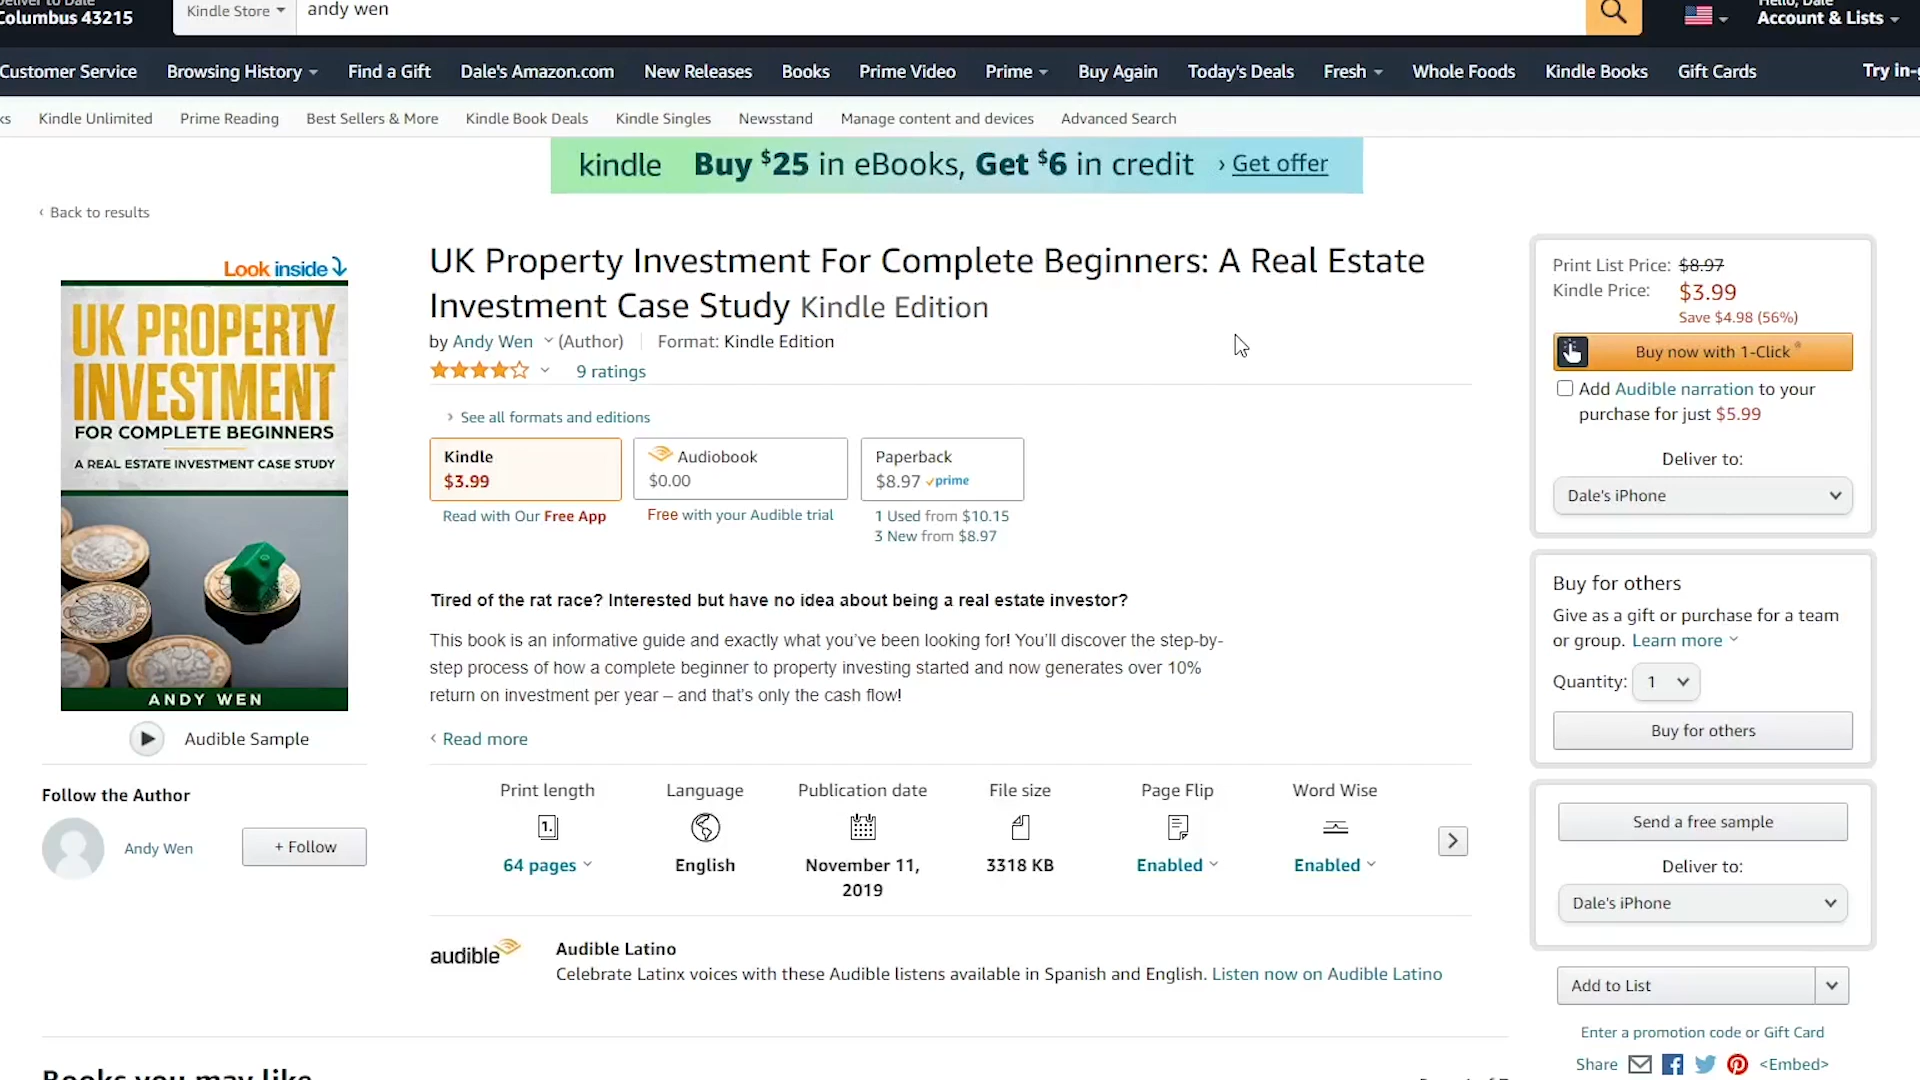 Columbus 43215
Kindle Store
andy wen
Account & Lists
Customer Service
Browsing History
Find a Gift
Dale's Amazon.com
New Releases
Books
Prime Video
Prime
Buy Again
Today's Deals
Fresh
Whole Foods
Kindle Books
Gift Cards
Try
Kindle Unlimited
Prime Reading
Best Sellers & More
Kindle Book Deals
Kindle Singles
Newsstand
Manage content and devices
Advanced Search
kindle Buy $25 in eBooks, Get $6 in credit › Get offer
‹ Back to results
Look inside
UK PROPERTY
INVESTMENT
FOR COMPLETE BEGINNERS
A REAL ESTATE INVESTMENT CASE STUDY
ANDY WEN
Audible Sample
Follow the Author
Andy Wen
+ Follow
UK Property Investment For Complete Beginners: A Real Estate
Investment Case Study Kindle Edition
by Andy Wen (Author) Format: Kindle Edition
9 ratings
› See all formats and editions
Kindle
$3.99
Read with Our Free App
Audiobook
$0.00
Free with your Audible trial
Paperback
$8.97 prime
1 Used from $10.15
3 New from $8.97
Tired of the rat race? Interested but have no idea about being a real estate investor?
This book is an informative guide and exactly what you've been looking for! You'll discover the step-by-
step process of how a complete beginner to property investing started and now generates over 10%
return on investment per year – and that's only the cash flow!
‹ Read more
Print length
1.
64 pages
Language
English
Publication date
November 11,
2019
File size
3318 KB
Page Flip
Enabled
Word Wise
Enabled
audible
Audible Latino
Celebrate Latinx voices with these Audible listens available in Spanish and English. Listen now on Audible Latino
Books you may like
Print List Price: $8.97
Kindle Price: $3.99
Save $4.98 (56%)
Buy now with 1-Click ®
Add Audible narration to your
purchase for just $5.99
Deliver to:
Dale's iPhone
Buy for others
Give as a gift or purchase for a team
or group. Learn more
Quantity: 1
Buy for others
Send a free sample
Deliver to:
Dale's iPhone
Add to List
Enter a promotion code or Gift Card
Share <Embed>